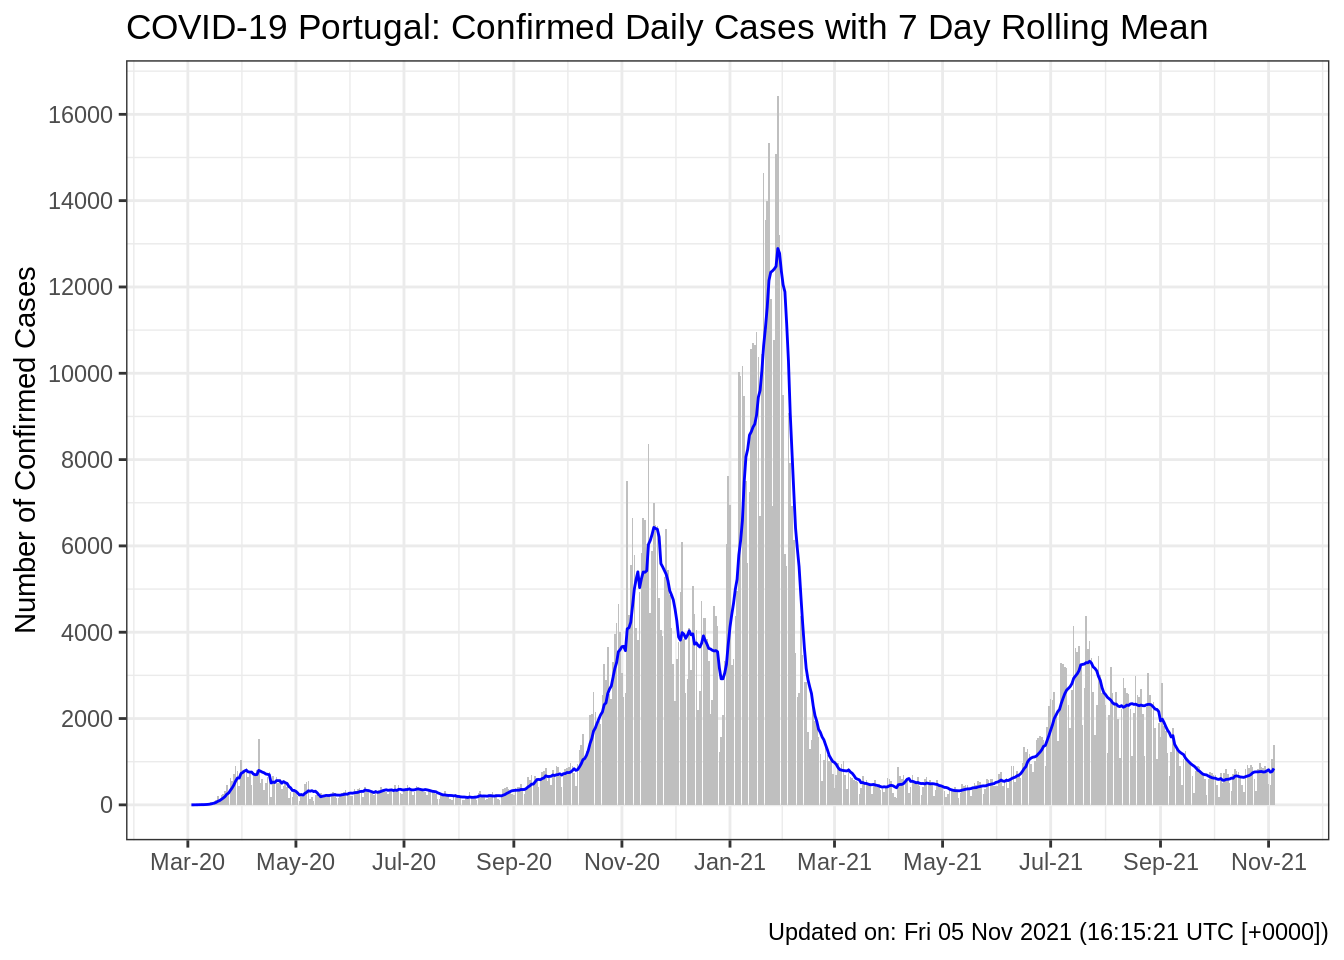 COVID-19 Portugal: Confirmed Daily Cases with 7 Day Rolling Mean
Number of Confirmed Cases
16000
14000
12000
10000
8000
6000
4000
2000
0
Mar-20 May-20 Jul-20 Sep-20 Nov-20 Jan-21 Mar-21 May-21 Jul-21 Sep-21 Nov-21
Updated on: Fri 05 Nov 2021 (16:15:21 UTC [+0000])